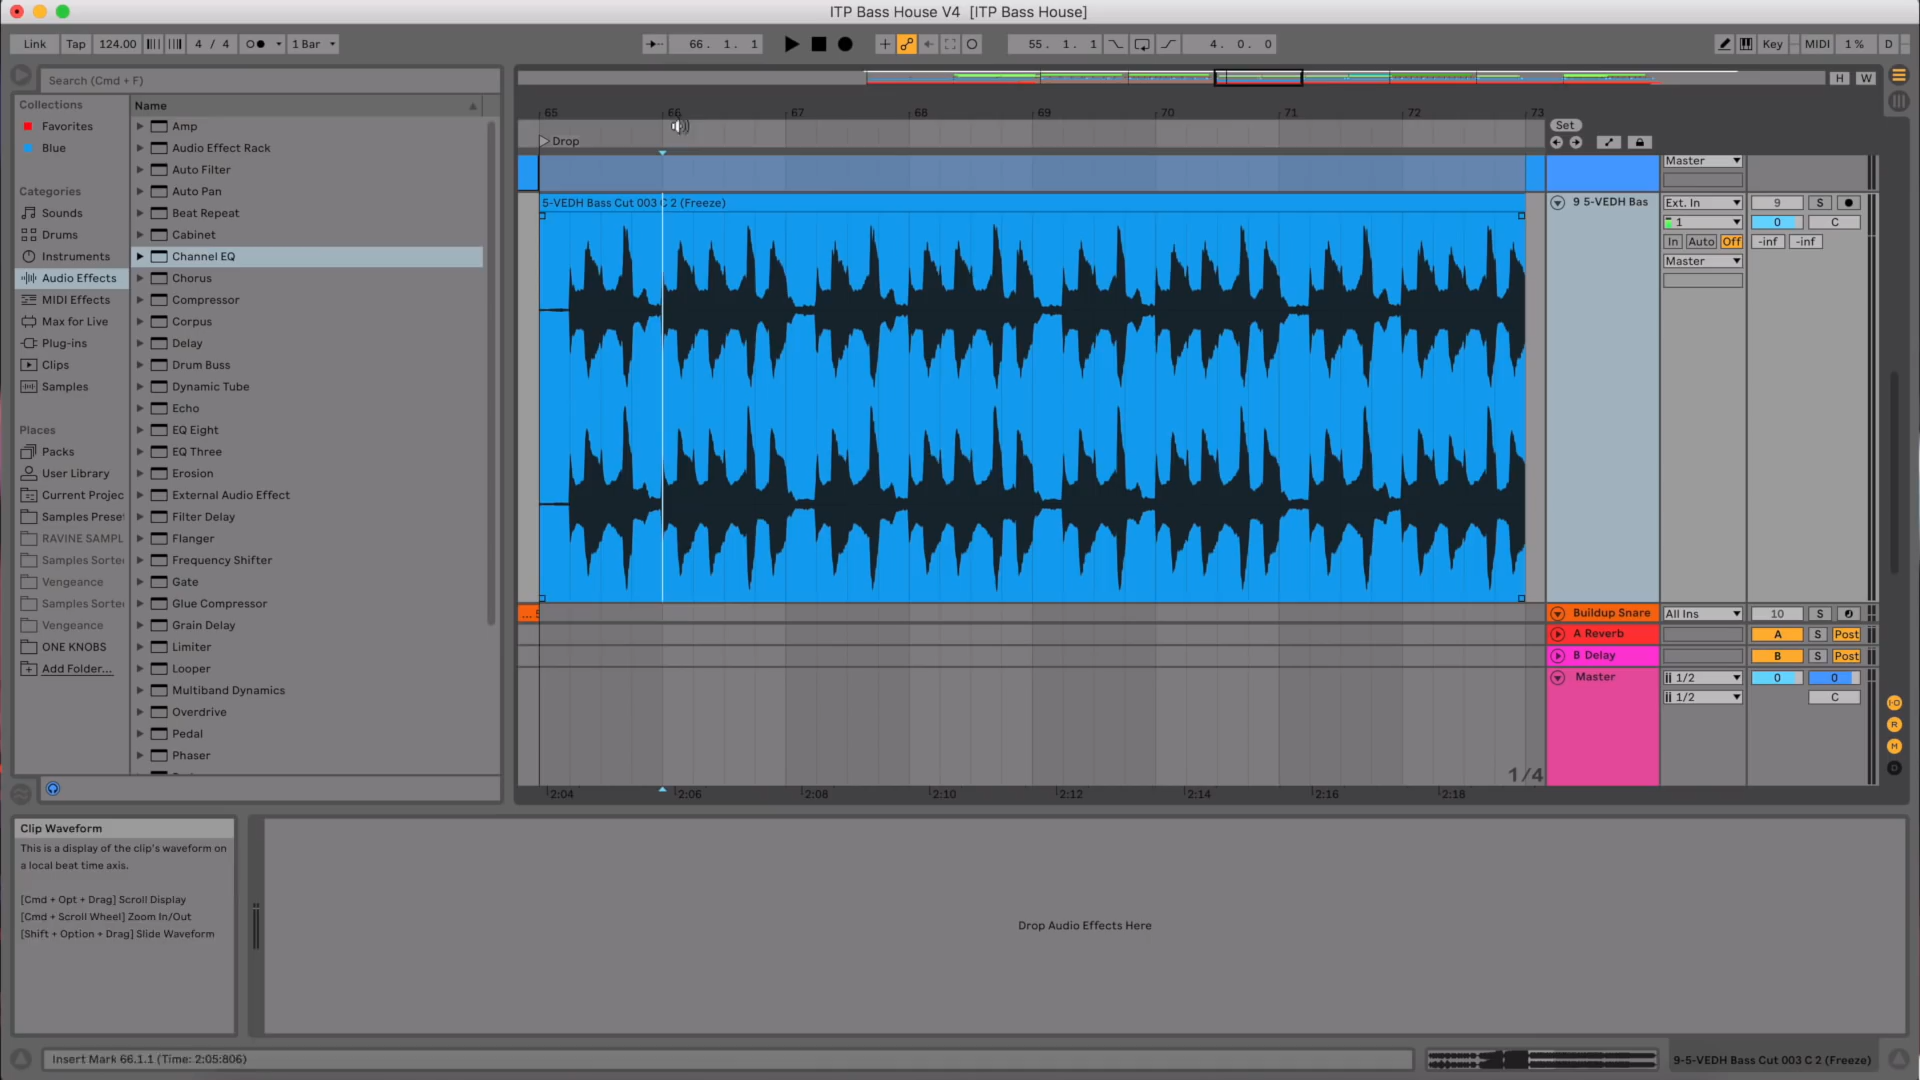 ITP Bass House V4 [ITP Bass House]
Link Tap 124.00 4 / 4 1 Bar 66. 1. 1 55. 1. 1 4. 0. 0 Key MIDI 1 % D
Search (Cmd + F)
H W
Collections
Favorites
Blue
Categories
Sounds
Drums
Instruments
Audio Effects
MIDI Effects
Max for Live
Plug-ins
Clips
Samples
Places
Packs
User Library
Current Projec
Samples Preset
RAVINE SAMPL
Samples Sorted
Vengeance
Samples Sorted
Vengeance
ONE KNOBS
Add Folder...
Name
Amp
Audio Effect Rack
Auto Filter
Auto Pan
Beat Repeat
Cabinet
Channel EQ
Chorus
Compressor
Corpus
Delay
Drum Buss
Dynamic Tube
Echo
EQ Eight
EQ Three
Erosion
External Audio Effect
Filter Delay
Flanger
Frequency Shifter
Gate
Glue Compressor
Grain Delay
Limiter
Looper
Multiband Dynamics
Overdrive
Pedal
Phaser
65 66 67 68 69 70 71 72 73
Set
Drop
Master
5-VEDH Bass Cut 003 C 2 (Freeze)
9 5-VEDH Bas Ext. In 9 S
1 0 C
In Auto Off -inf -inf
Master
... 5
Buildup Snare All Ins 10 S
A Reverb A S Post
B Delay B S Post
Master 1/2 0 0
1/2 C
I·O
R
M
D
1/4
2:04 2:06 2:08 2:10 2:12 2:14 2:16 2:18
Clip Waveform
This is a display of the clip's waveform on
a local beat time axis.
[Cmd + Opt + Drag] Scroll Display
[Cmd + Scroll Wheel] Zoom In/Out
[Shift + Option + Drag] Slide Waveform
Drop Audio Effects Here
Insert Mark 66.1.1 (Time: 2:05:806)
9-5-VEDH Bass Cut 003 C 2 (Freeze)